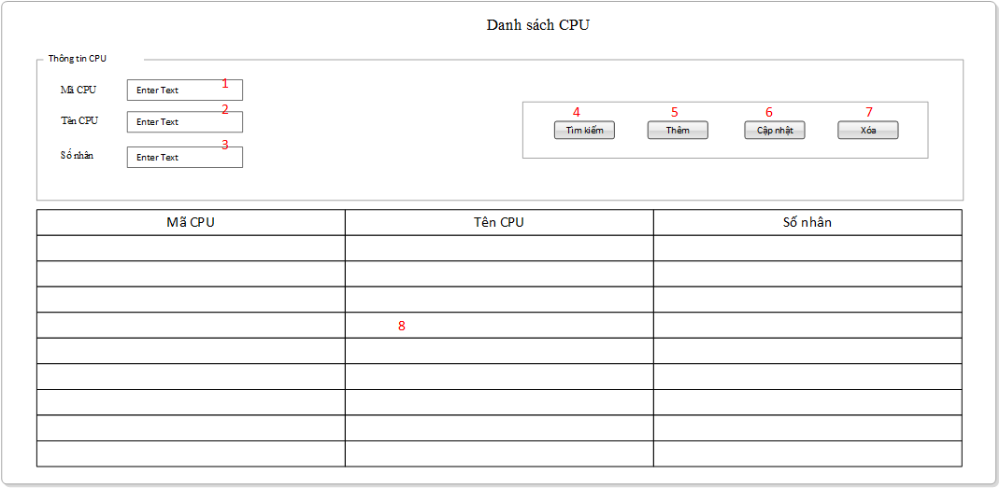 Danh sách CPU
Thông tin CPU
Mã CPU Enter Text 1
Tên CPU Enter Text 2
Số nhân Enter Text 3
4 5 6 7
Tìm kiếm Thêm Cập nhật Xóa
Mã CPU Tên CPU Số nhân
8